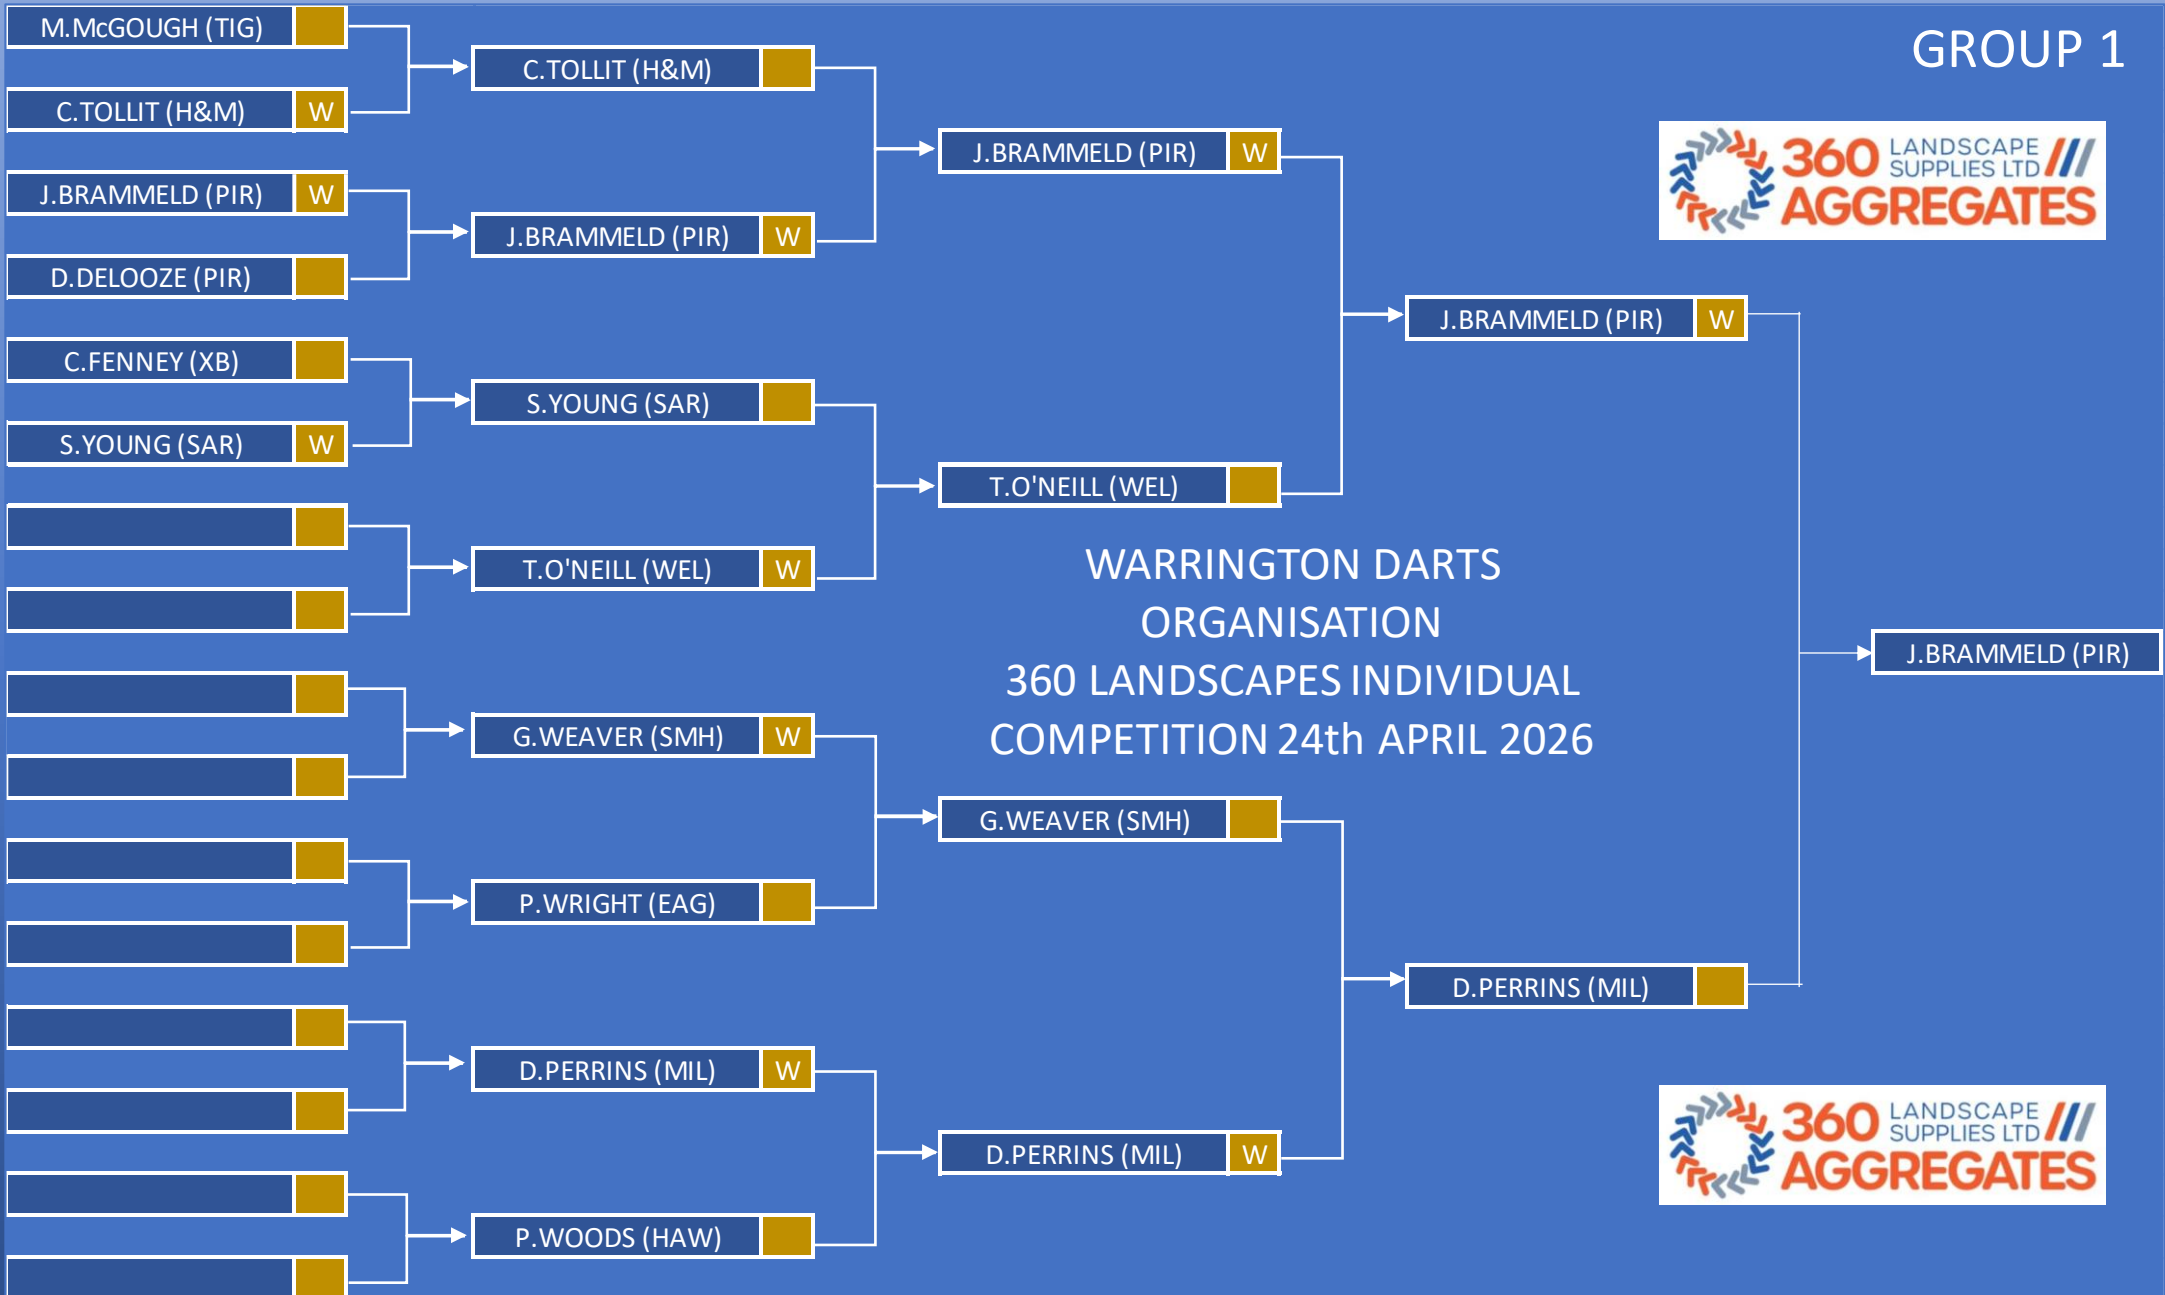 GROUP 1
M.McGOUGH (TIG)
C.TOLLIT (H&M) W
J.BRAMMELD (PIR) W
D.DELOOZE (PIR)
C.FENNEY (XB)
S.YOUNG (SAR) W
C.TOLLIT (H&M)
J.BRAMMELD (PIR) W
S.YOUNG (SAR)
T.O'NEILL (WEL) W
G.WEAVER (SMH) W
P.WRIGHT (EAG)
D.PERRINS (MIL) W
P.WOODS (HAW)
J.BRAMMELD (PIR) W
T.O'NEILL (WEL)
G.WEAVER (SMH)
D.PERRINS (MIL) W
J.BRAMMELD (PIR) W
D.PERRINS (MIL)
J.BRAMMELD (PIR)
WARRINGTON DARTS
ORGANISATION
360 LANDSCAPES INDIVIDUAL
COMPETITION 24th APRIL 2026
360 LANDSCAPE
SUPPLIES LTD
AGGREGATES
360 LANDSCAPE
SUPPLIES LTD
AGGREGATES